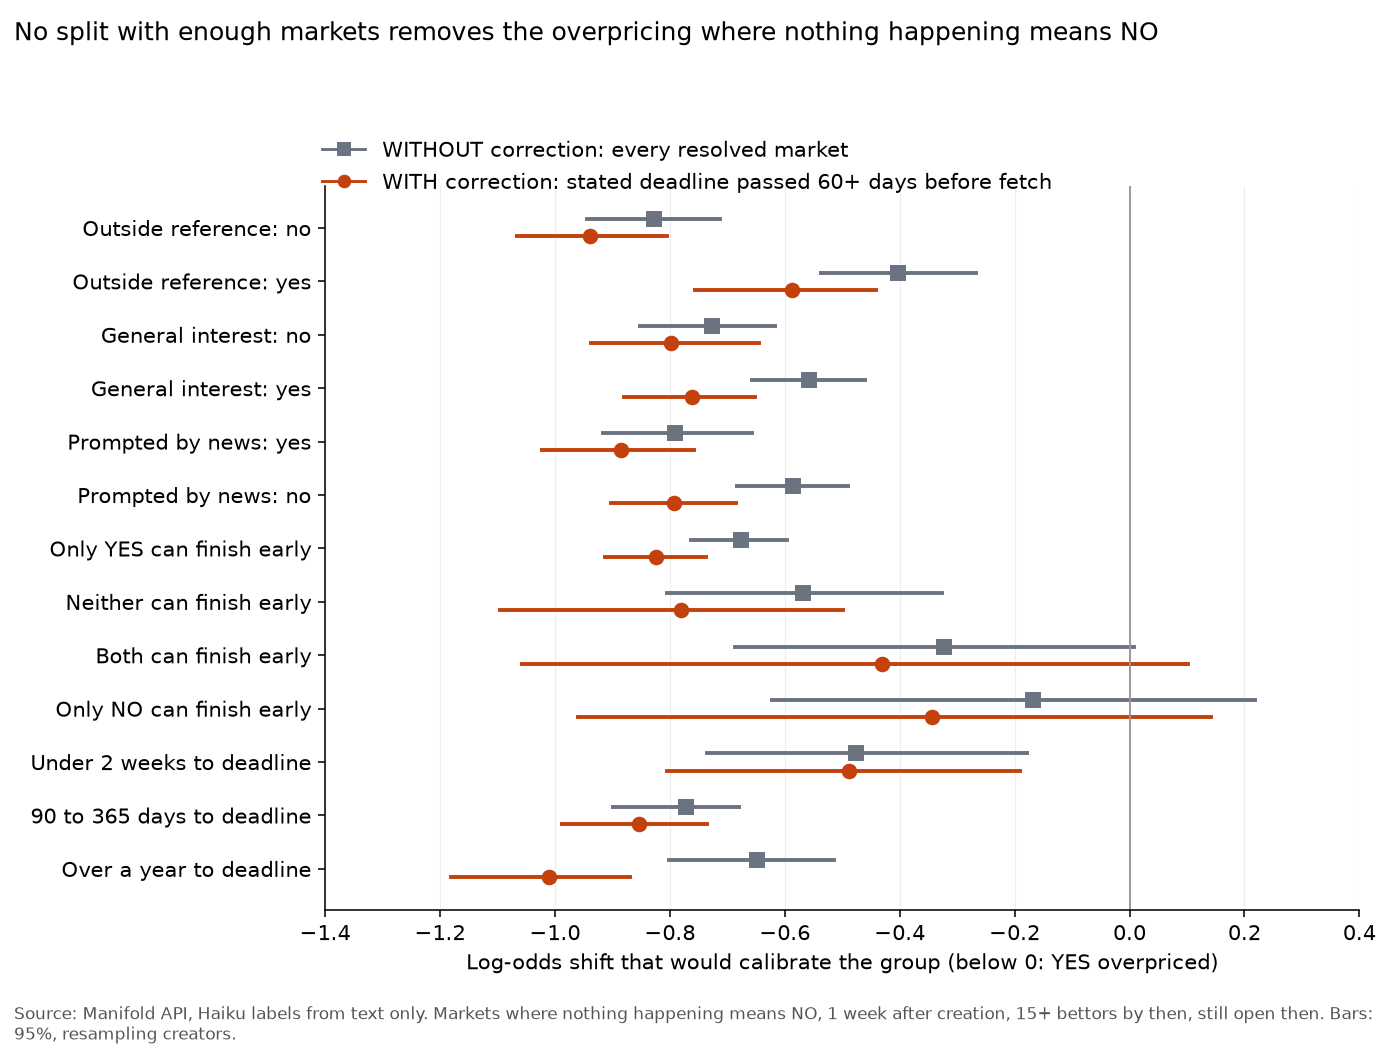 No split with enough markets removes the overpricing where nothing happening means NO
WITHOUT correction: every resolved market
WITH correction: stated deadline passed 60+ days before fetch
Outside reference: no
Outside reference: yes
General interest: no
General interest: yes
Prompted by news: yes
Prompted by news: no
Only YES can finish early
Neither can finish early
Both can finish early
Only NO can finish early
Under 2 weeks to deadline
90 to 365 days to deadline
Over a year to deadline
−1.4 −1.2 −1.0 −0.8 −0.6 −0.4 −0.2 0.0 0.2 0.4
Log-odds shift that would calibrate the group (below 0: YES overpriced)
Source: Manifold API, Haiku labels from text only. Markets where nothing happening means NO, 1 week after creation, 15+ bettors by then, still open then. Bars:
95%, resampling creators.